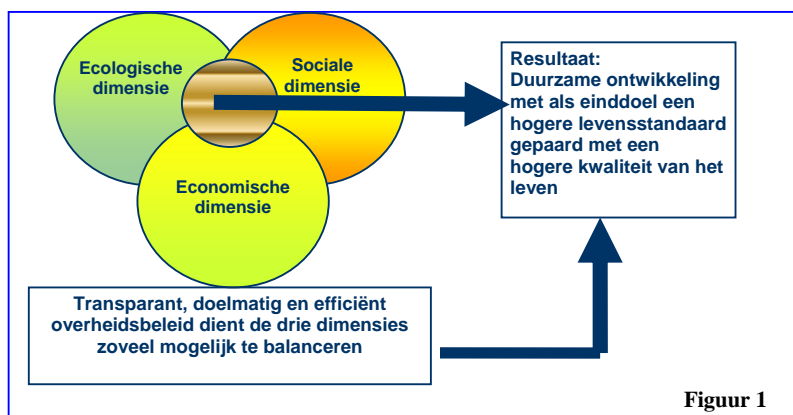 Ecologische
dimensie
Sociale
dimensie
Economische
dimensie
Resultaat:
Duurzame ontwikkeling
met als einddoel een
hogere levensstandaard
gepaard met een
hogere kwaliteit van het
leven
Transparant, doelmatig en efficiënt
overheidsbeleid dient de drie dimensies
zoveel mogelijk te balanceren
Figuur 1